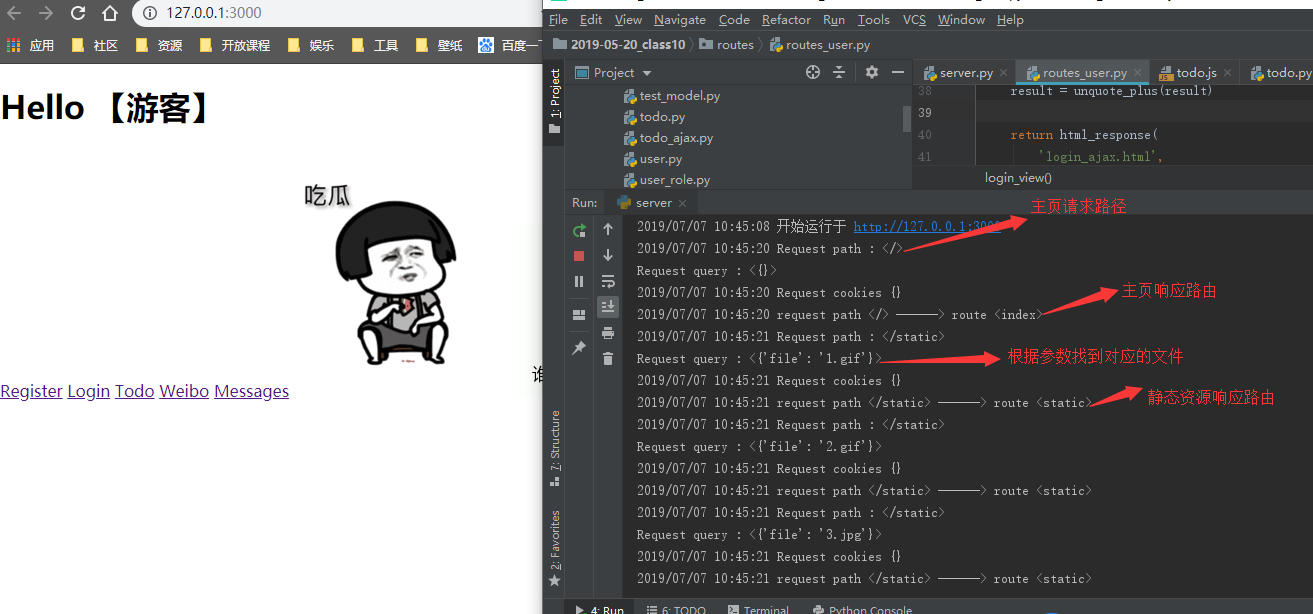 127.0.0.1:3000
应用 社区 资源 开放课程 娱乐 工具 壁纸 百度一
Hello 【游客】
吃瓜
Register Login Todo Weibo Messages
File Edit View Navigate Code Refactor Run Tools VCS Window Help
2019-05-20_class10 routes routes_user.py
1: Project
Project
server.py routes_user.py todo.js todo.py
test_model.py
todo.py
todo_ajax.py
user.py
user_role.py
38 result = unquote_plus(result)
39
40 return html_response(
41 'login_ajax.html',
login_view()
Run: server
主页请求路径
2019/07/07 10:45:08 开始运行于 http://127.0.0.1:3000
2019/07/07 10:45:20 Request path : </>
Request query : <{}>
2019/07/07 10:45:20 Request cookies {}
主页响应路由
2019/07/07 10:45:20 request path </> ———> route <index>
2019/07/07 10:45:21 Request path : </static>
Request query : <{'file': '1.gif'}>
根据参数找到对应的文件
2019/07/07 10:45:21 Request cookies {}
2019/07/07 10:45:21 request path </static> ———> route <static>
静态资源响应路由
2019/07/07 10:45:21 Request path : </static>
Request query : <{'file': '2.gif'}>
2019/07/07 10:45:21 Request cookies {}
2019/07/07 10:45:21 request path </static> ———> route <static>
2019/07/07 10:45:21 Request path : </static>
Request query : <{'file': '3.jpg'}>
2019/07/07 10:45:21 Request cookies {}
2019/07/07 10:45:21 request path </static> ———> route <static>
7: Structure
2: Favorites
4: Run 6: TODO Terminal Python Console